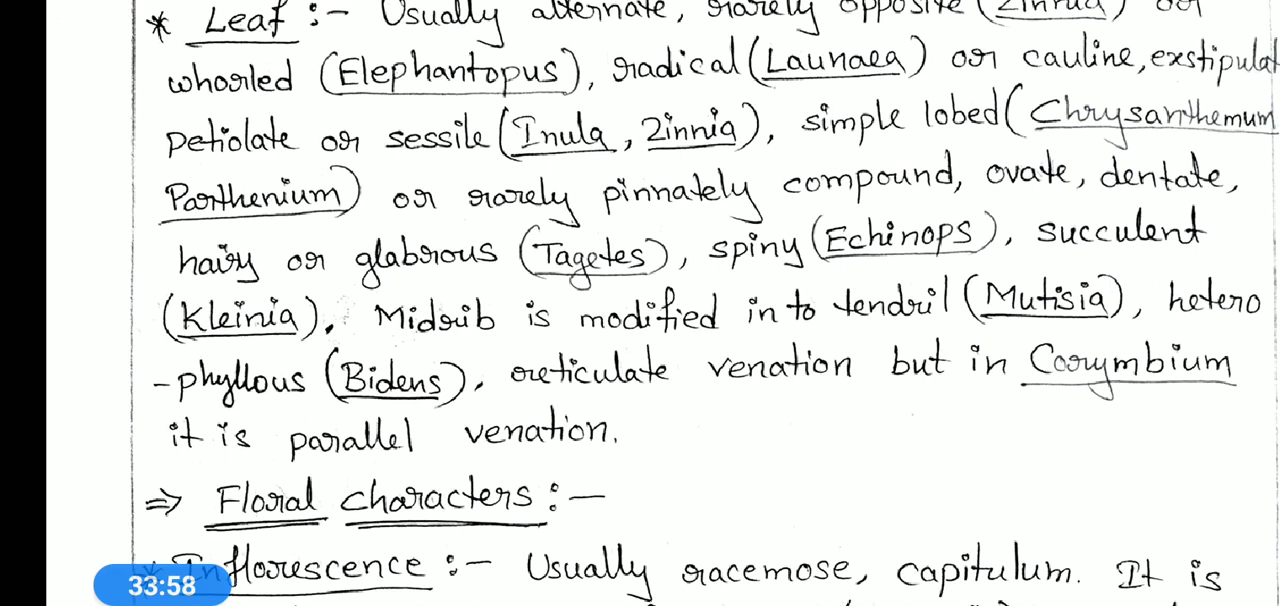 * Leaf :- Usually alternate, rarely opposite (Zinnia) or
whorled (Elephantopus), radical (Launaea) or cauline, exstipulat
petiolate or sessile (Inula, Zinnia), simple lobed (Chrysanthemum
Parthenium) or rarely pinnately compound, ovate, dentate,
hairy or glabrous (Tagetes), spiny (Echinops), succulent
(Kleinia), Midrib is modified in to tendril (Mutisia), hetero
-phyllous (Bidens), reticulate venation but in Corymbium
it is parallel venation.
⇒ Floral characters :-
* Inflorescence :- Usually racemose, capitulum. It is
33:58